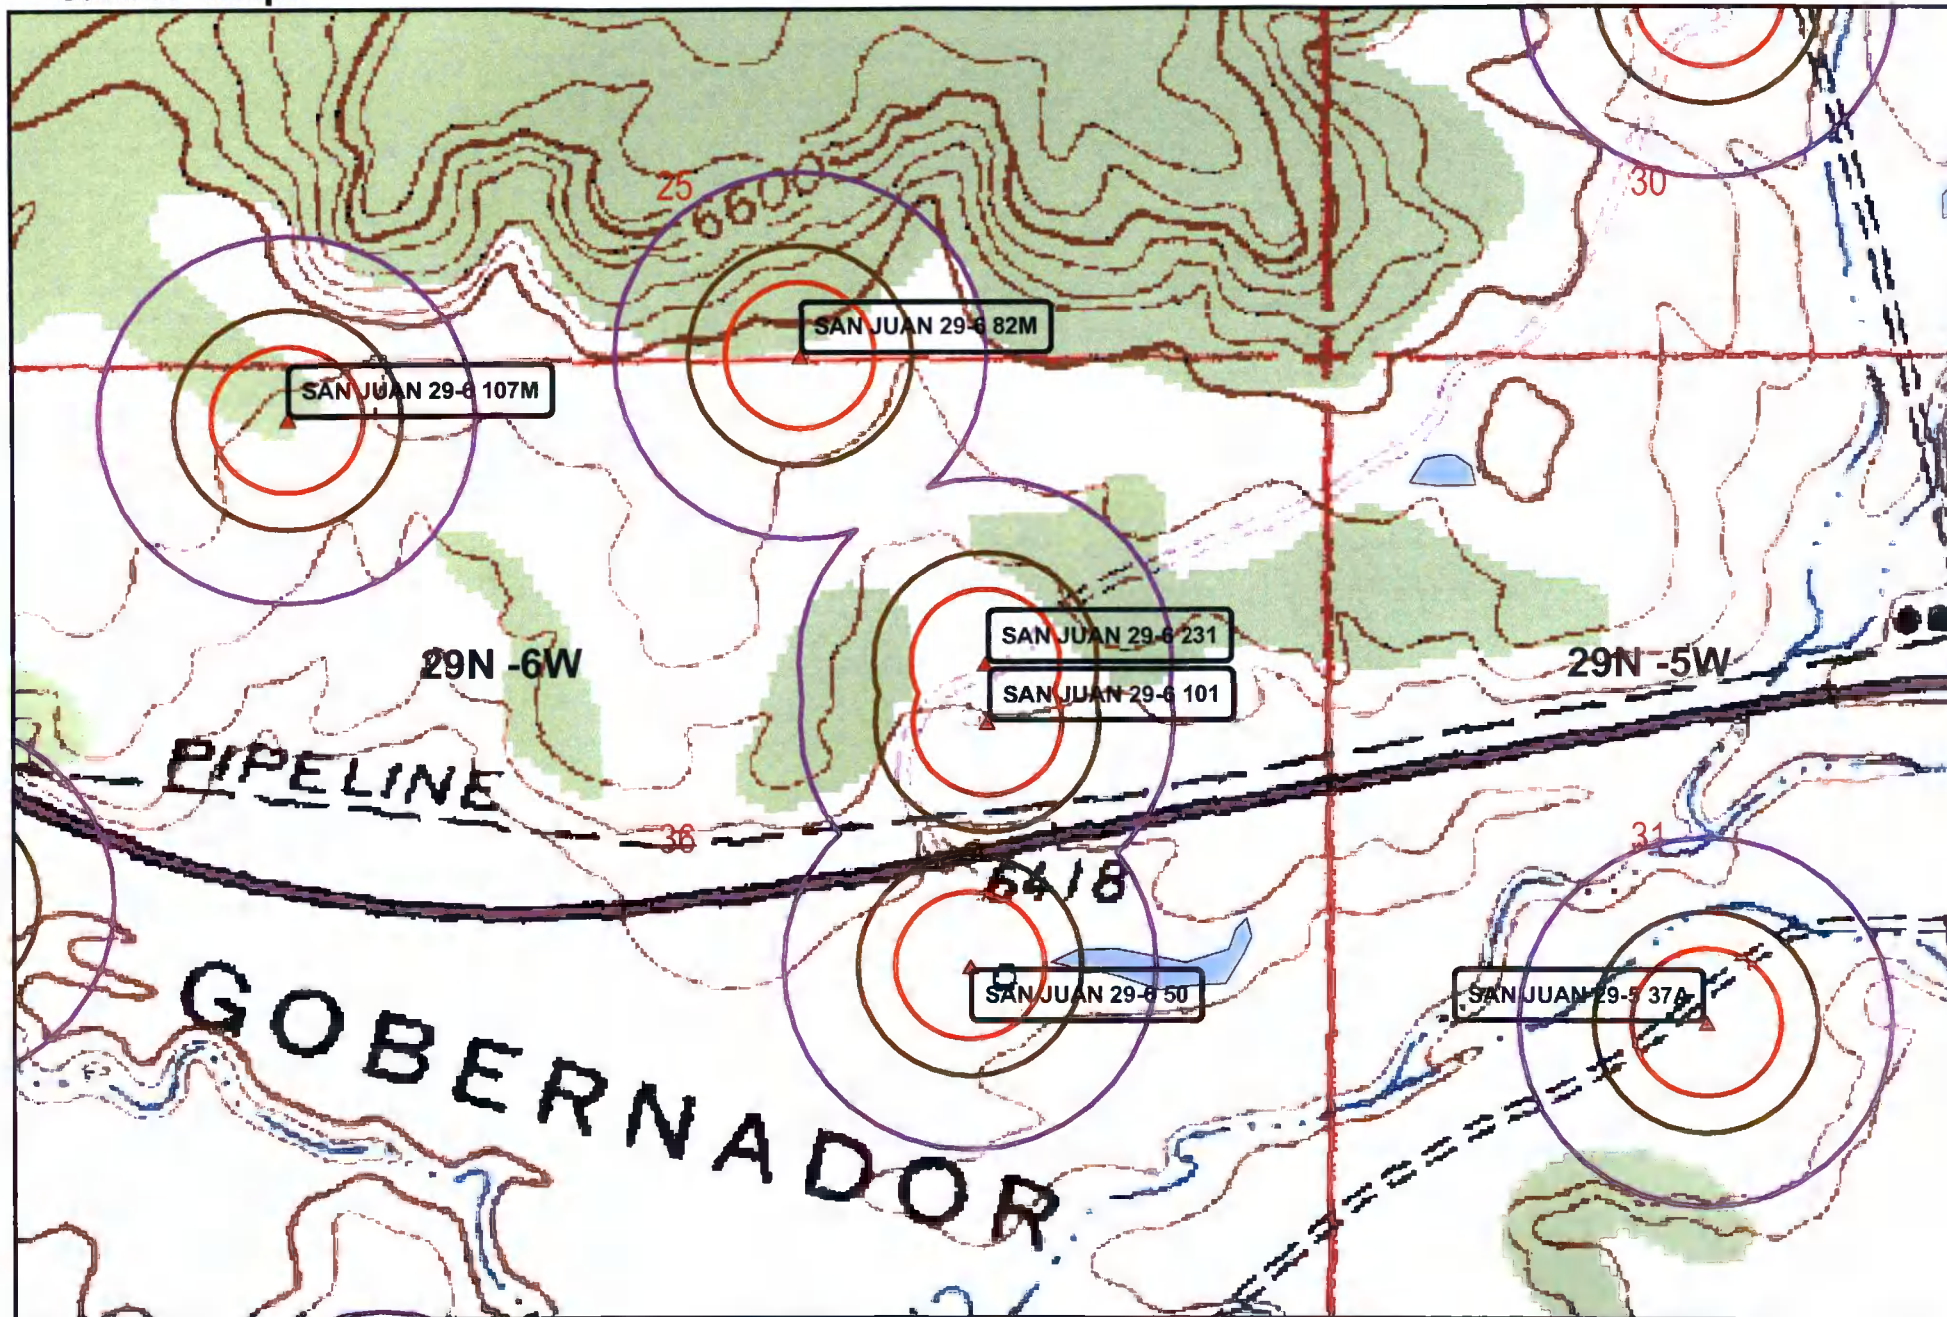 25
30
6600
SAN JUAN 29-6 82M
SAN JUAN 29-6 107M
SAN JUAN 29-6 231
29N -6W
29N -5W
SAN JUAN 29-6 101
PIPELINE
36
31
6418
SAN JUAN 29-6 50
SAN JUAN 29-5 37A
GOBERNADOR